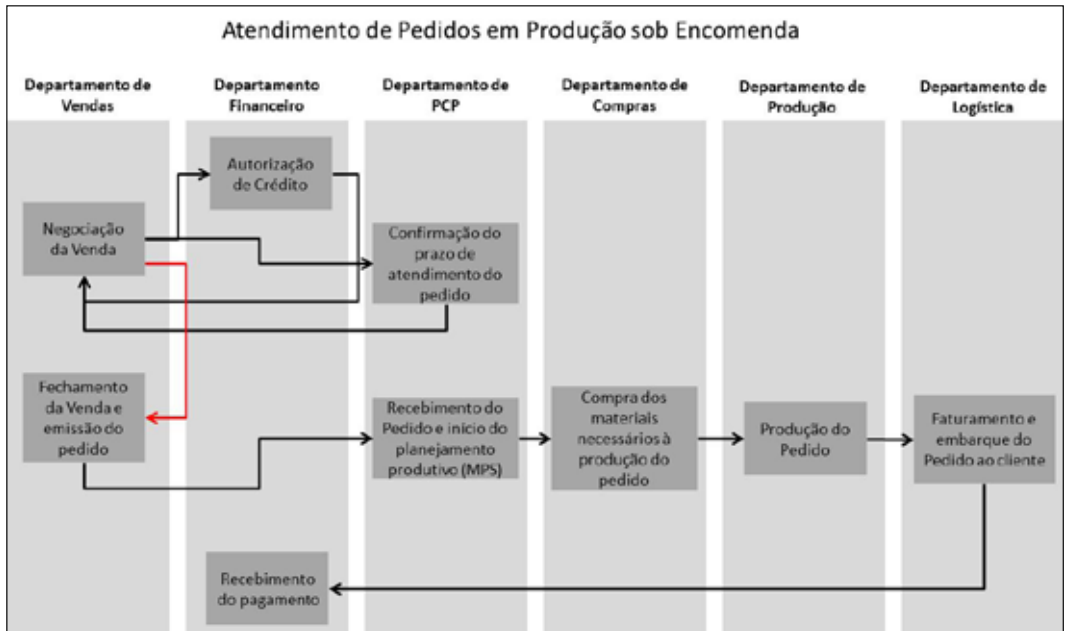 Atendimento de Pedidos em Produção sob Encomenda
Departamento de
Vendas
Departamento
Financeiro
Departamento de
PCP
Departamento de
Compras
Departamento de
Produção
Departamento de
Logística
Autorização
de Crédito
Negociação
da Venda
Confirmação do
prazo de
atendimento do
pedido
Fechamento
da Venda e
emissão do
pedido
Recebimento do
Pedido e início do
planejamento
produtivo (MPS)
Compra dos
materiais
necessários à
produção do
pedido
Produção do
Pedido
Faturamento e
embarque do
Pedido ao cliente
Recebimento
do pagamento